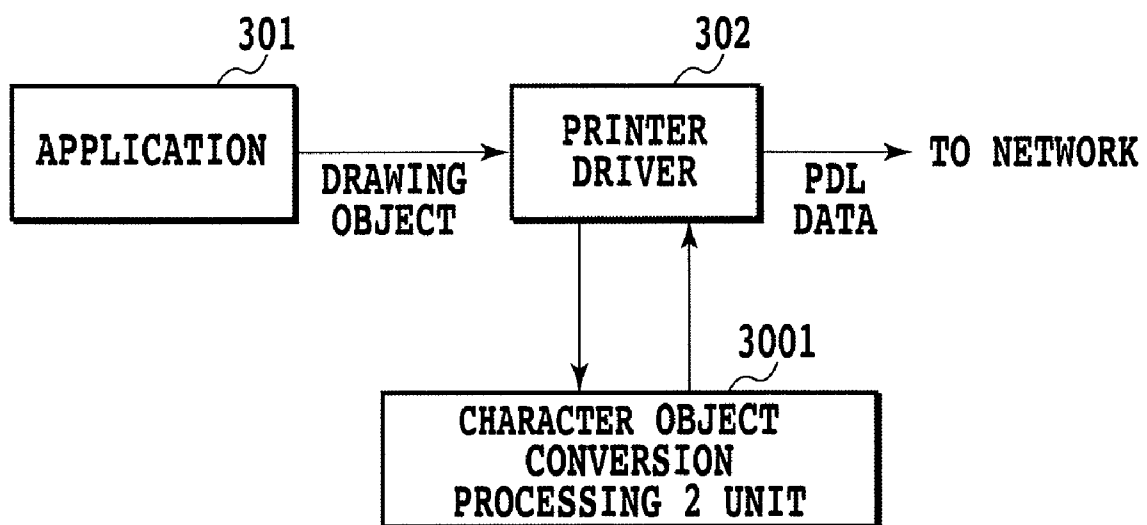 301
302
APPLICATION
DRAWING
OBJECT
PRINTER
DRIVER
PDL
DATA
TO NETWORK
3001
CHARACTER OBJECT
CONVERSION
PROCESSING 2 UNIT